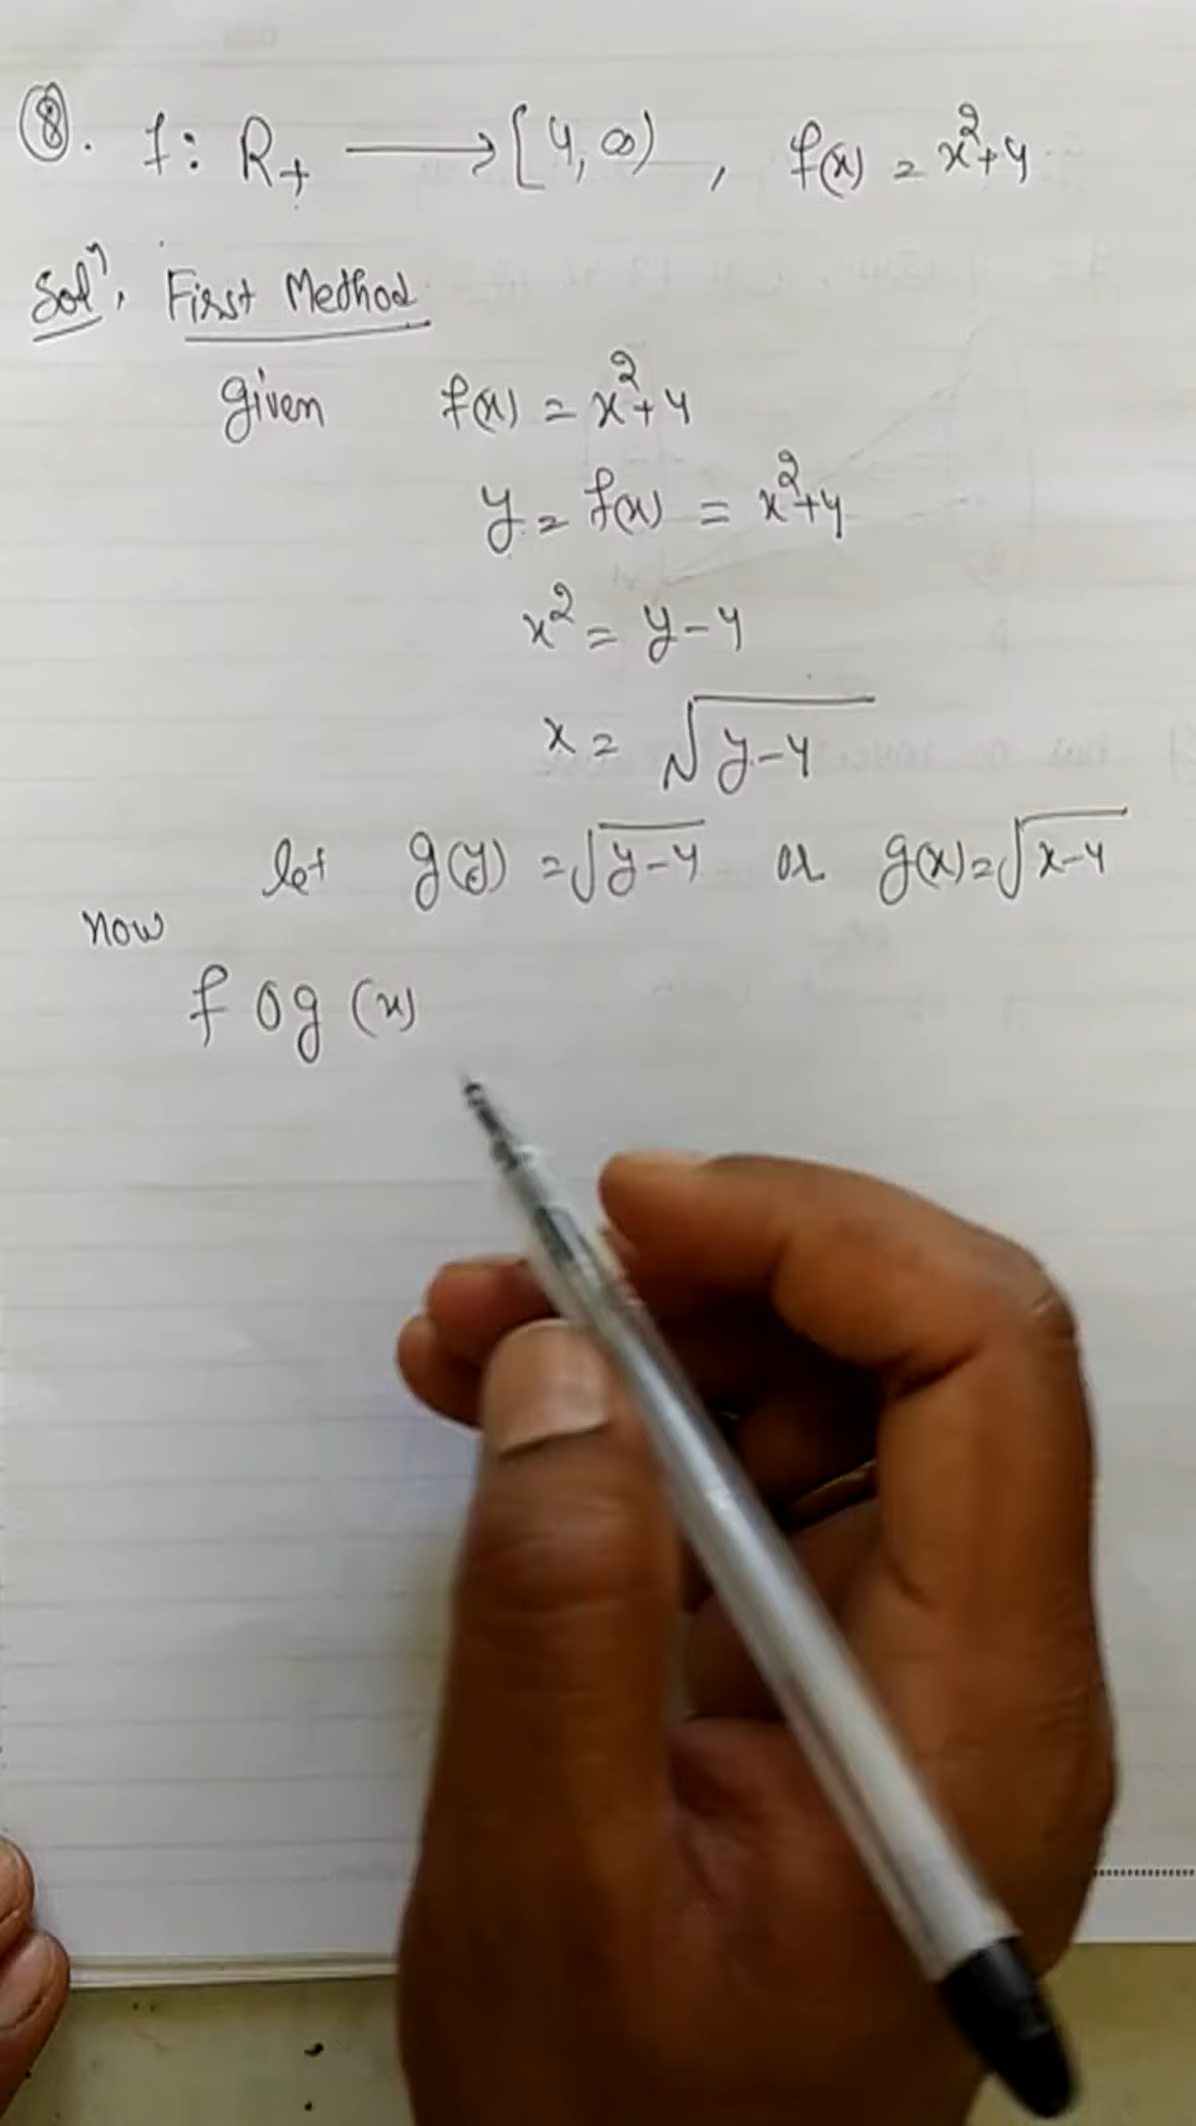 8. f: R₊ ⟶ [4, ∞) , f(x) = x²+4
Solⁿ, First Method
given f(x) = x²+4
y = f(x) = x²+4
x² = y-4
x = √(y-4)
let g(y) = √(y-4) or g(x) = √(x-4)
now
f o g (x)